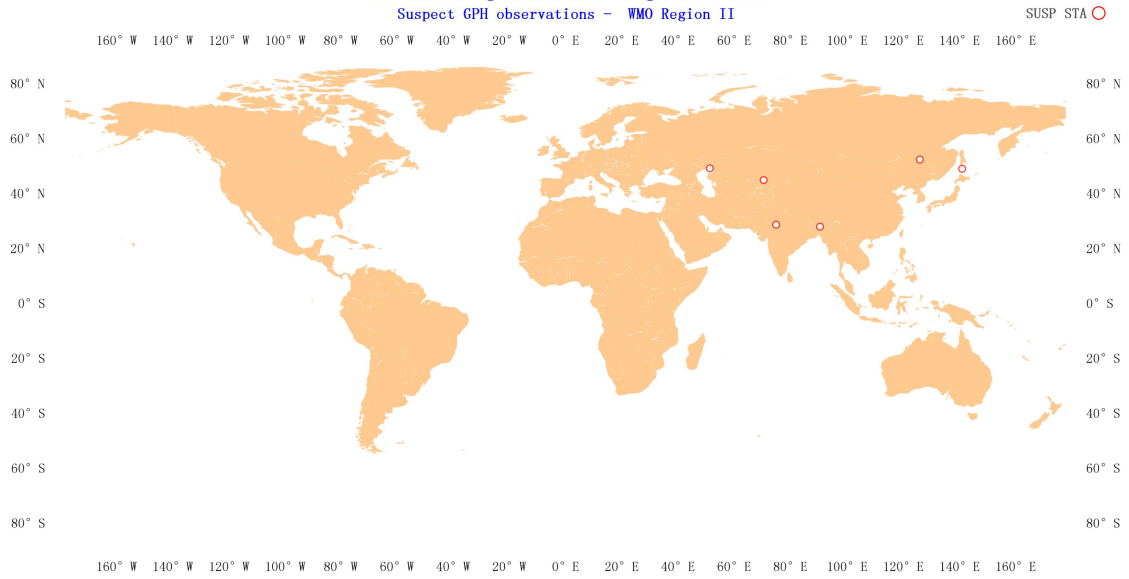 Suspect GPH observations - WMO Region II
SUSP STA
160° W 140° W 120° W 100° W 80° W 60° W 40° W 20° W 0° E 20° E 40° E 60° E 80° E 100° E 120° E 140° E 160° E
80° N 80° N
60° N 60° N
40° N 40° N
20° N 20° N
0° S 0° S
20° S 20° S
40° S 40° S
60° S 60° S
80° S 80° S
160° W 140° W 120° W 100° W 80° W 60° W 40° W 20° W 0° E 20° E 40° E 60° E 80° E 100° E 120° E 140° E 160° E